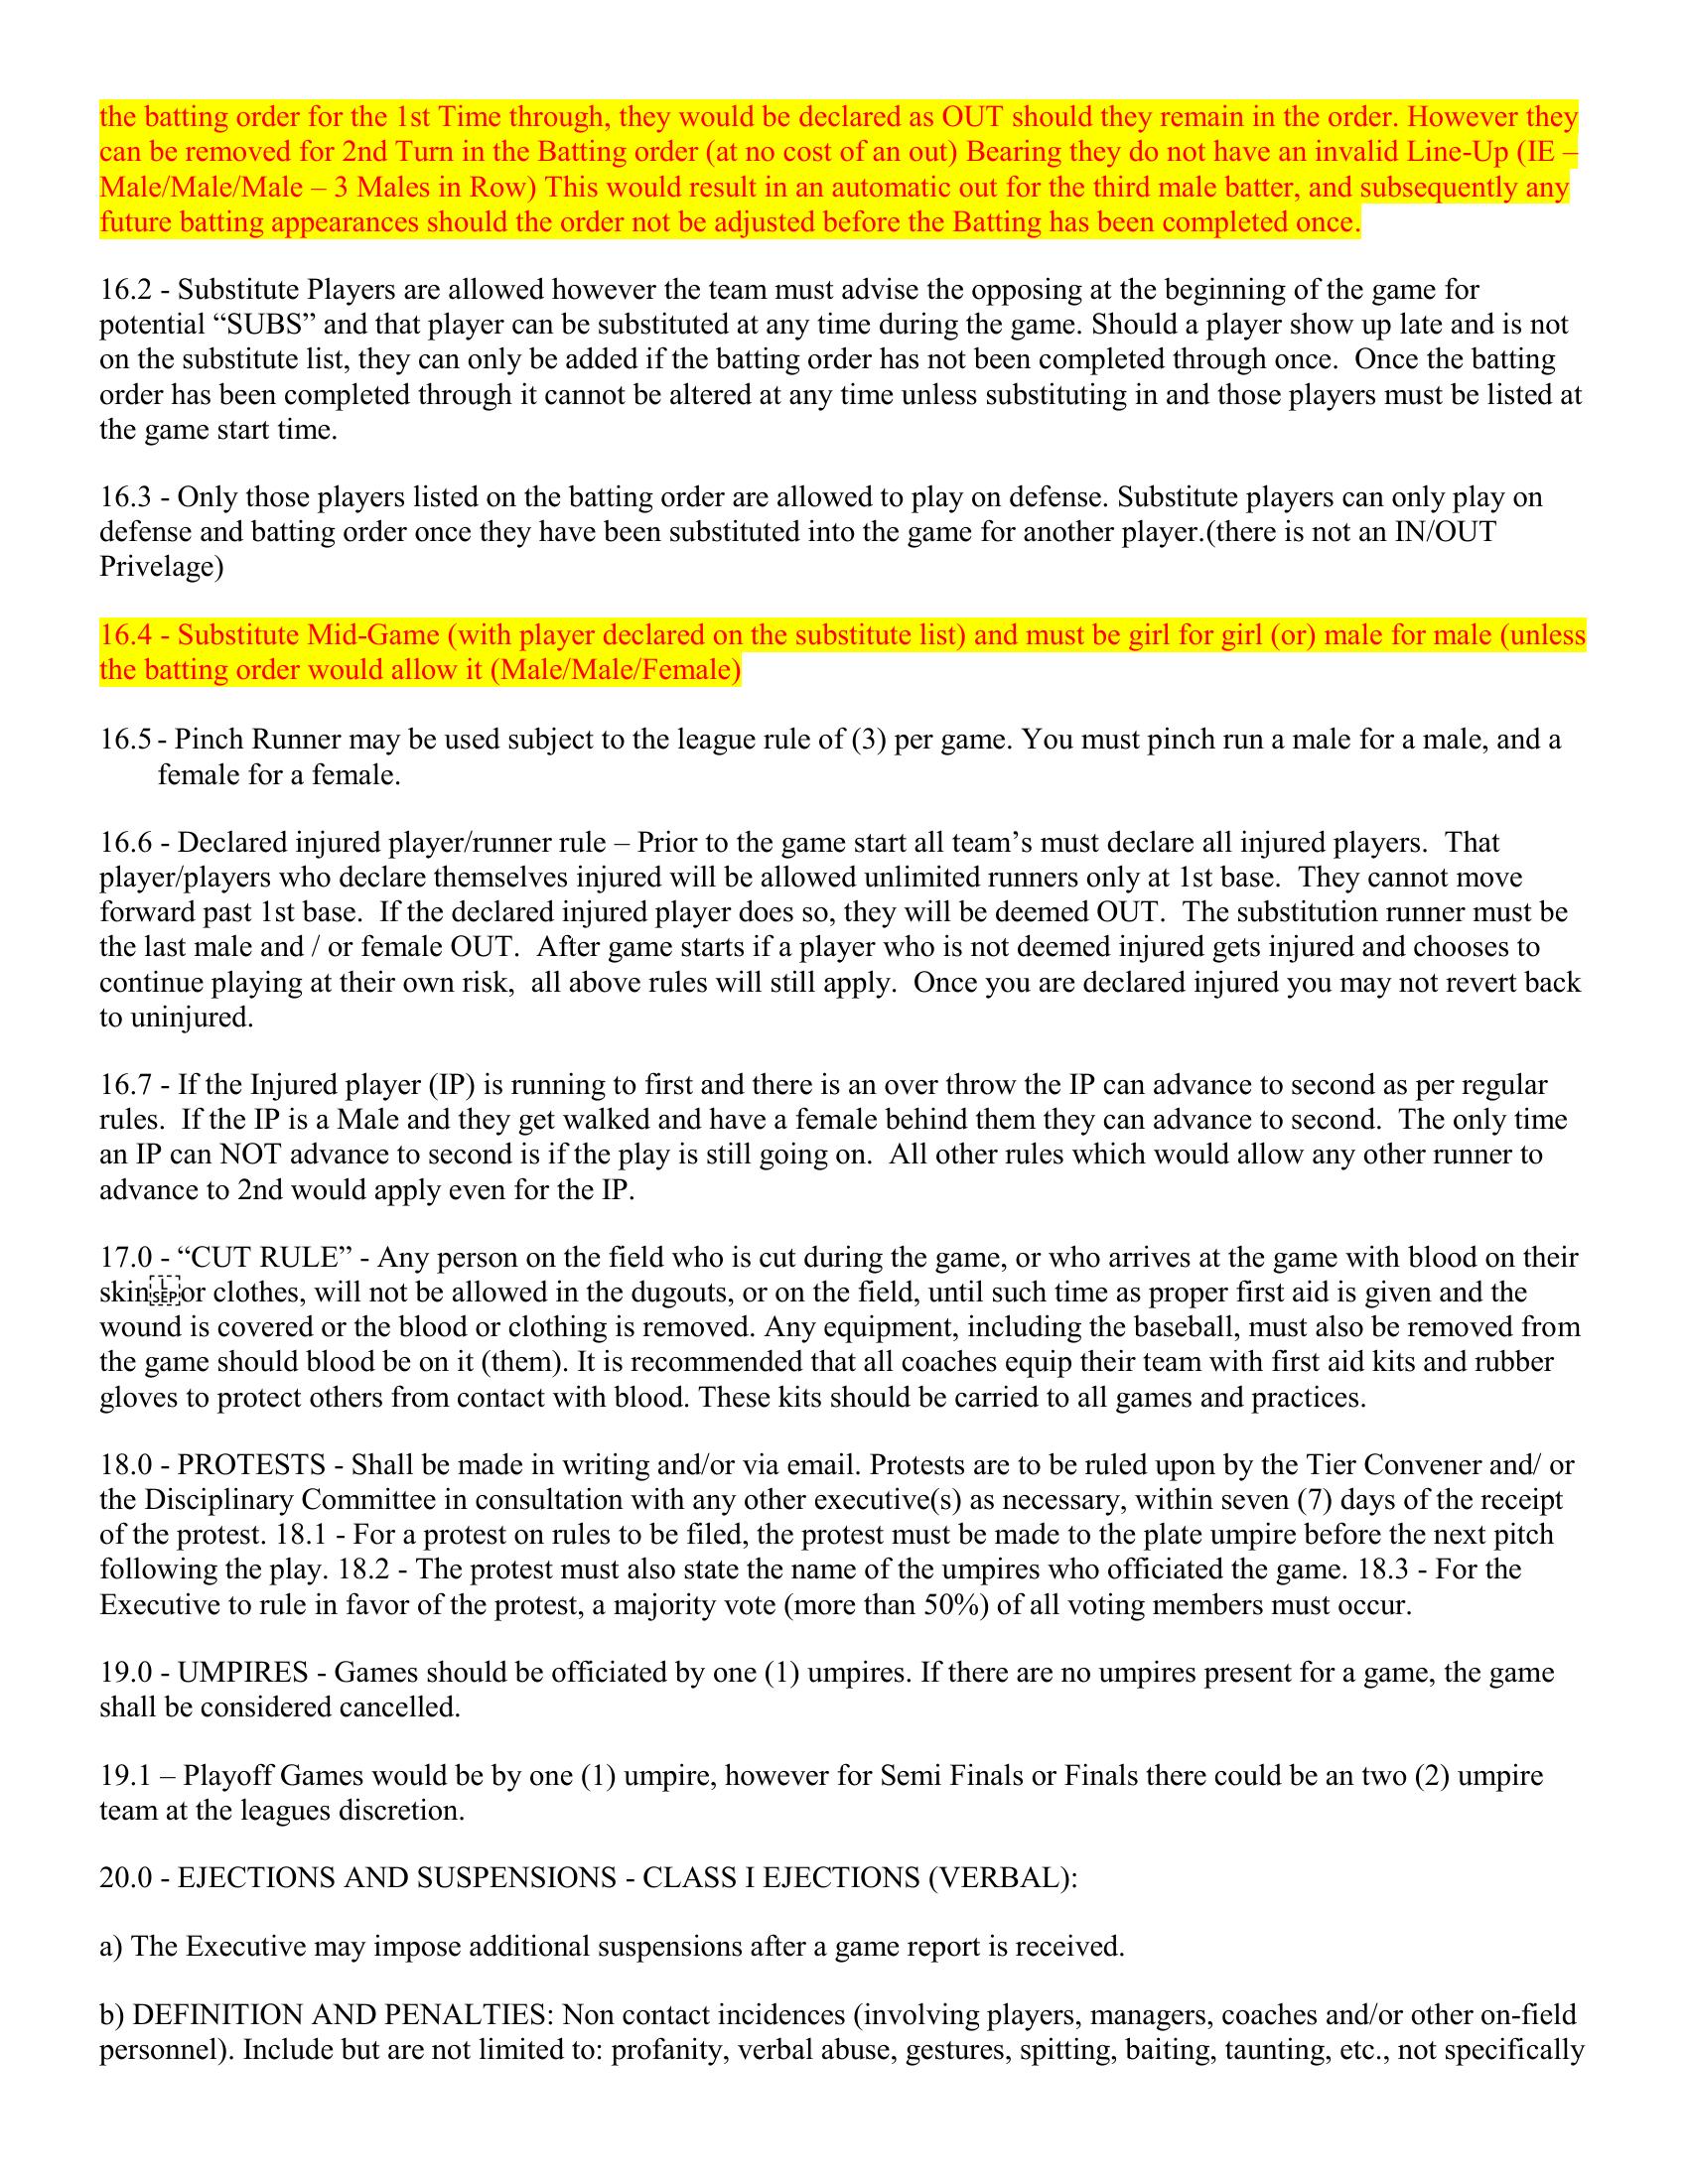 the batting order for the 1st Time through, they would be declared as OUT should they remain in the order. However they
can be removed for 2nd Turn in the Batting order (at no cost of an out) Bearing they do not have an invalid Line-Up (IE –
Male/Male/Male – 3 Males in Row) This would result in an automatic out for the third male batter, and subsequently any
future batting appearances should the order not be adjusted before the Batting has been completed once.
16.2 - Substitute Players are allowed however the team must advise the opposing at the beginning of the game for
potential “SUBS” and that player can be substituted at any time during the game. Should a player show up late and is not
on the substitute list, they can only be added if the batting order has not been completed through once.  Once the batting
order has been completed through it cannot be altered at any time unless substituting in and those players must be listed at
the game start time.
16.3 - Only those players listed on the batting order are allowed to play on defense. Substitute players can only play on
defense and batting order once they have been substituted into the game for another player.(there is not an IN/OUT
Privelage)
16.4 - Substitute Mid-Game (with player declared on the substitute list) and must be girl for girl (or) male for male (unless
the batting order would allow it (Male/Male/Female)
16.5 - Pinch Runner may be used subject to the league rule of (3) per game. You must pinch run a male for a male, and a
female for a female.
16.6 - Declared injured player/runner rule – Prior to the game start all team’s must declare all injured players.  That
player/players who declare themselves injured will be allowed unlimited runners only at 1st base.  They cannot move
forward past 1st base.  If the declared injured player does so, they will be deemed OUT.  The substitution runner must be
the last male and / or female OUT.  After game starts if a player who is not deemed injured gets injured and chooses to
continue playing at their own risk,  all above rules will still apply.  Once you are declared injured you may not revert back
to uninjured.
16.7 - If the Injured player (IP) is running to first and there is an over throw the IP can advance to second as per regular
rules.  If the IP is a Male and they get walked and have a female behind them they can advance to second.  The only time
an IP can NOT advance to second is if the play is still going on.  All other rules which would allow any other runner to
advance to 2nd would apply even for the IP.
17.0 - “CUT RULE” - Any person on the field who is cut during the game, or who arrives at the game with blood on their
skin[L SEP]or clothes, will not be allowed in the dugouts, or on the field, until such time as proper first aid is given and the
wound is covered or the blood or clothing is removed. Any equipment, including the baseball, must also be removed from
the game should blood be on it (them). It is recommended that all coaches equip their team with first aid kits and rubber
gloves to protect others from contact with blood. These kits should be carried to all games and practices.
18.0 - PROTESTS - Shall be made in writing and/or via email. Protests are to be ruled upon by the Tier Convener and/ or
the Disciplinary Committee in consultation with any other executive(s) as necessary, within seven (7) days of the receipt
of the protest. 18.1 - For a protest on rules to be filed, the protest must be made to the plate umpire before the next pitch
following the play. 18.2 - The protest must also state the name of the umpires who officiated the game. 18.3 - For the
Executive to rule in favor of the protest, a majority vote (more than 50%) of all voting members must occur.
19.0 - UMPIRES - Games should be officiated by one (1) umpires. If there are no umpires present for a game, the game
shall be considered cancelled.
19.1 – Playoff Games would be by one (1) umpire, however for Semi Finals or Finals there could be an two (2) umpire
team at the leagues discretion.
20.0 - EJECTIONS AND SUSPENSIONS - CLASS I EJECTIONS (VERBAL):
a) The Executive may impose additional suspensions after a game report is received.
b) DEFINITION AND PENALTIES: Non contact incidences (involving players, managers, coaches and/or other on-field
personnel). Include but are not limited to: profanity, verbal abuse, gestures, spitting, baiting, taunting, etc., not specifically